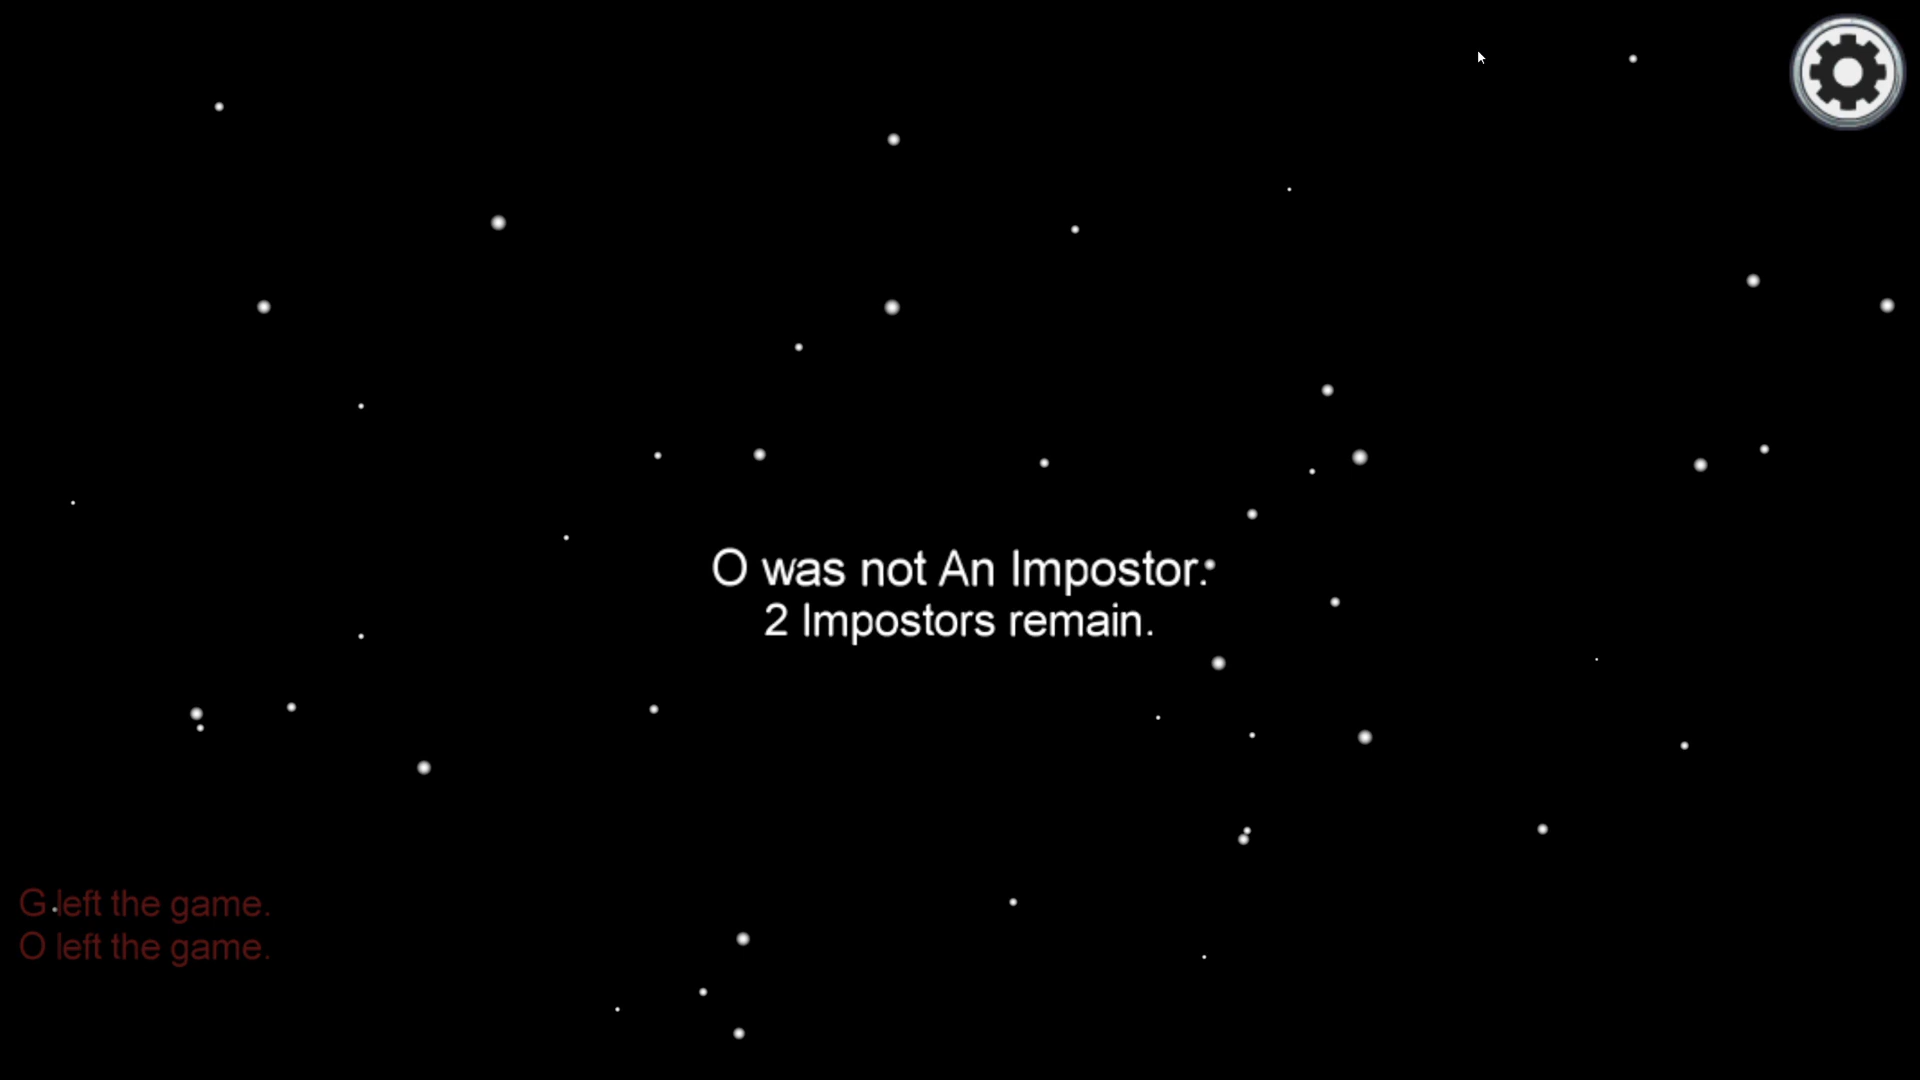 O was not An Impostor.
2 Impostors remain.
G left the game.
O left the game.